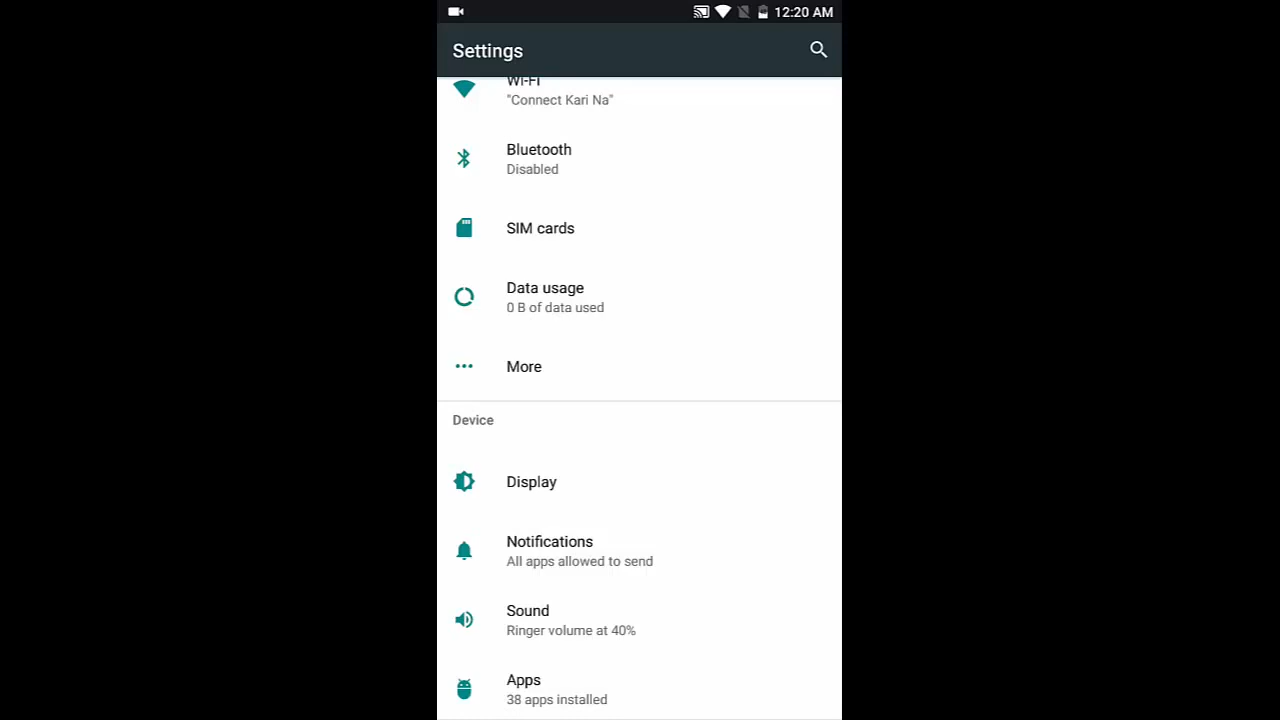 12:20 AM
Settings
Wi-Fi
"Connect Kari Na"
Bluetooth
Disabled
SIM cards
Data usage
0 B of data used
More
Device
Display
Notifications
All apps allowed to send
Sound
Ringer volume at 40%
Apps
38 apps installed